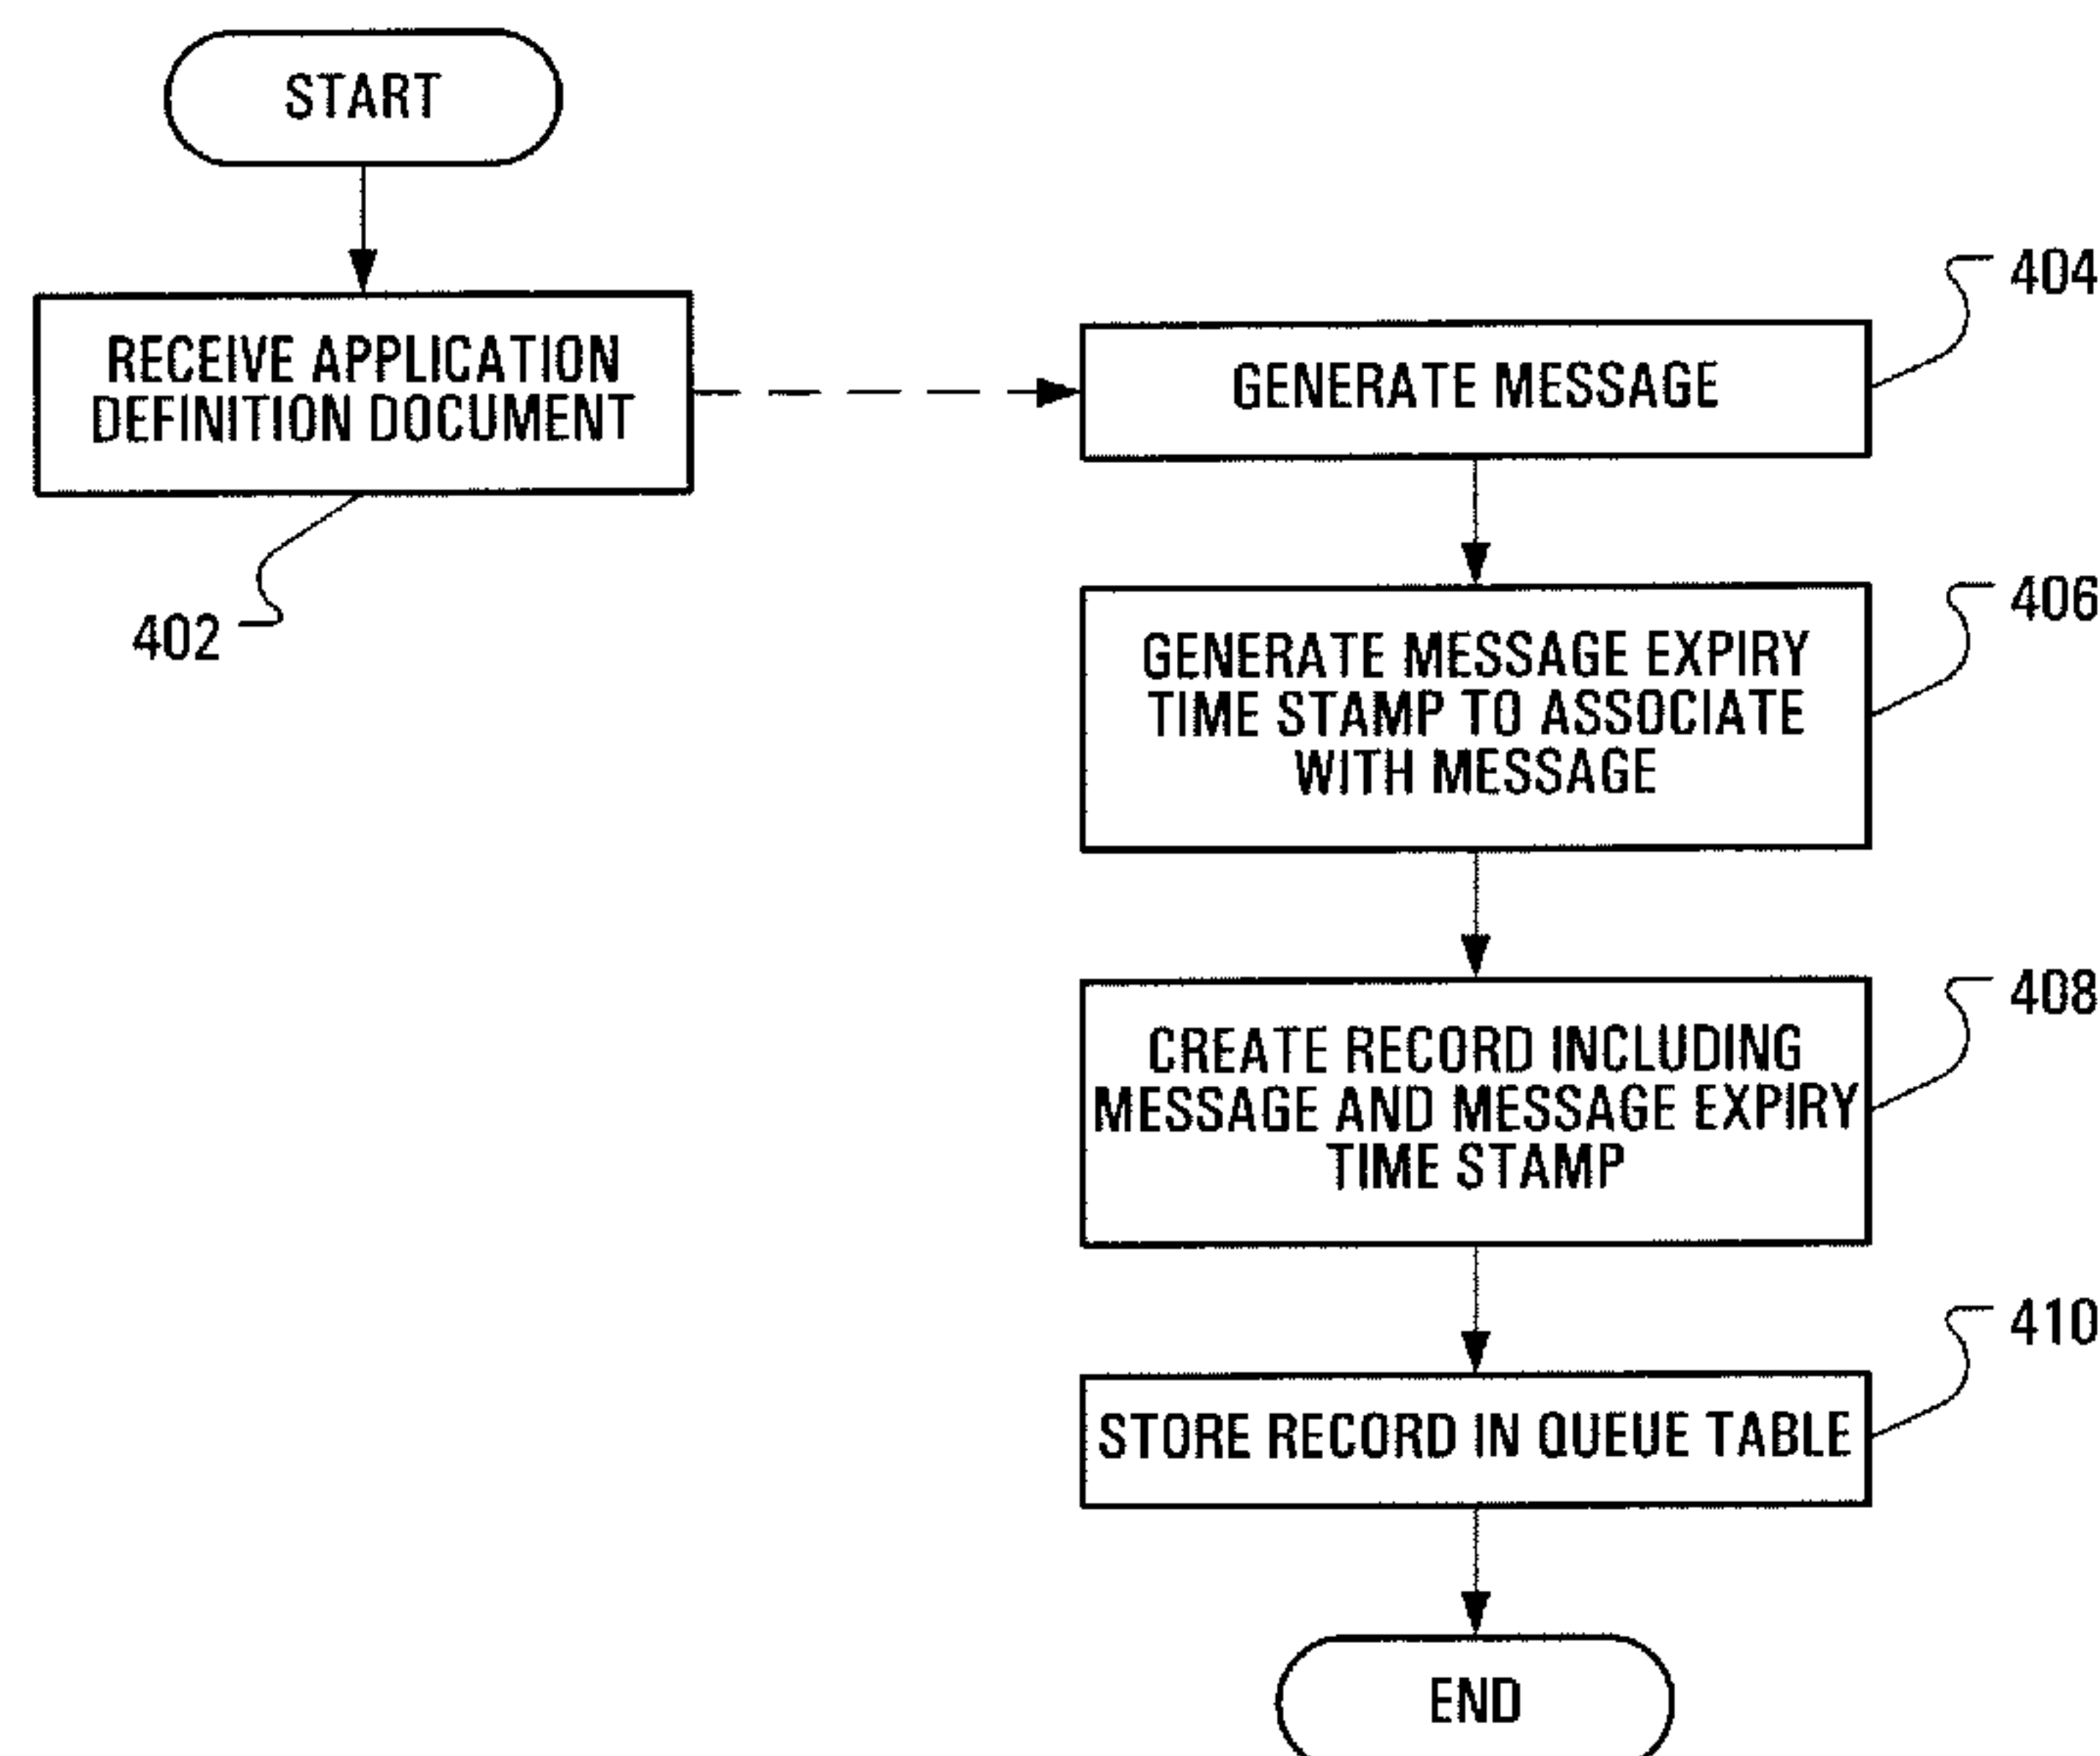 START
RECEIVE APPLICATION
DEFINITION DOCUMENT
402
GENERATE MESSAGE
404
GENERATE MESSAGE EXPIRY
TIME STAMP TO ASSOCIATE
WITH MESSAGE
406
CREATE RECORD INCLUDING
MESSAGE AND MESSAGE EXPIRY
TIME STAMP
408
STORE RECORD IN QUEUE TABLE
410
END